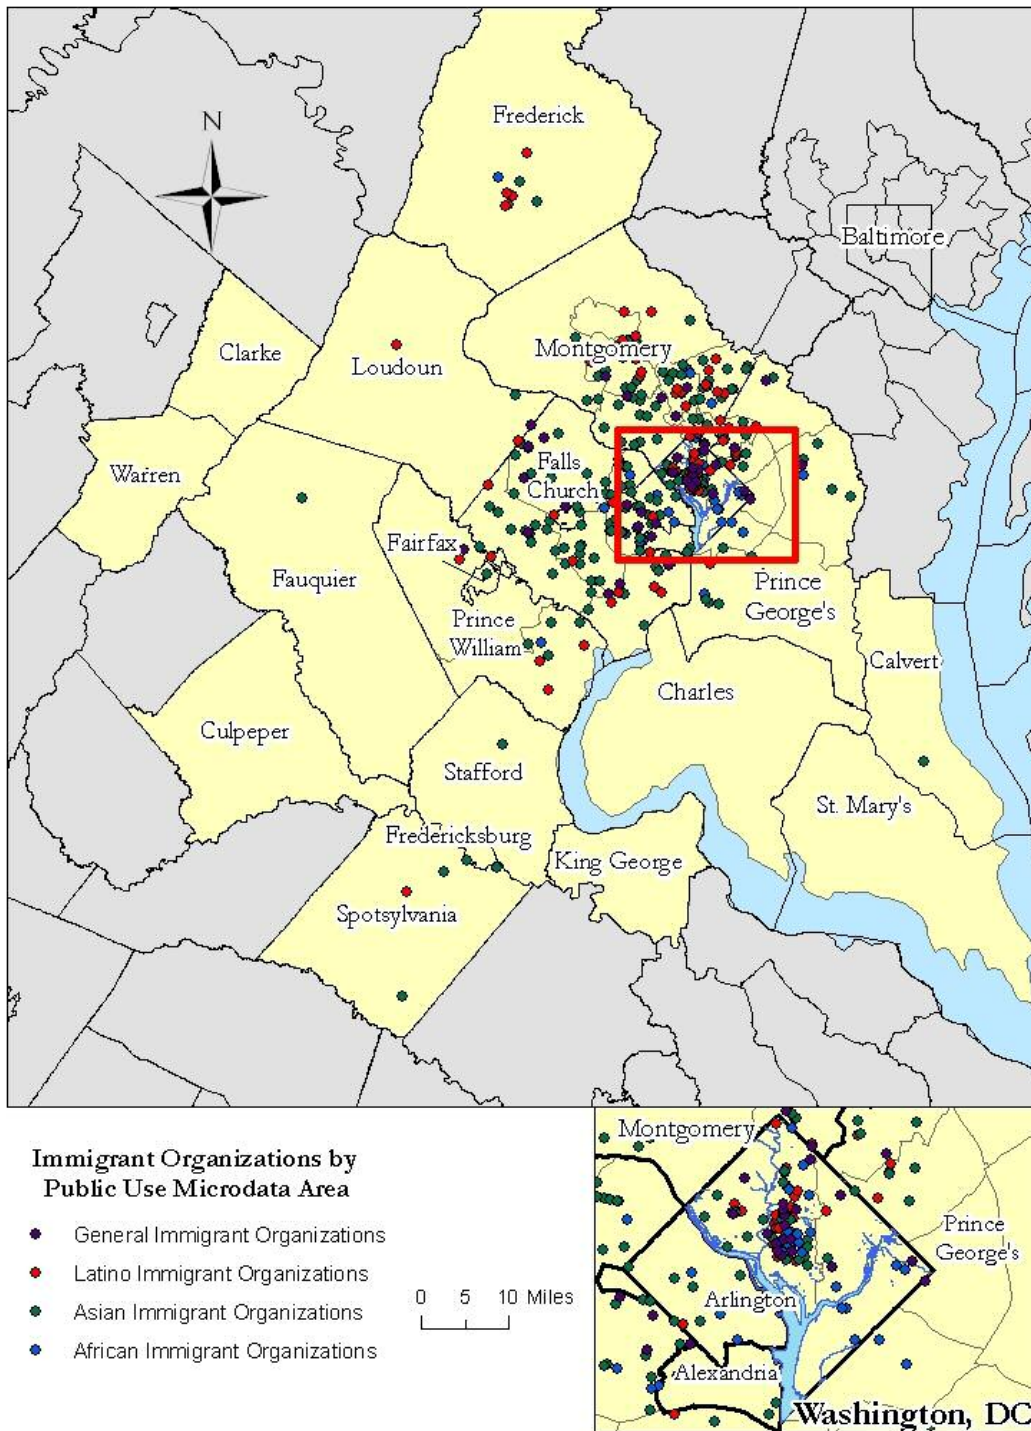 Frederick
N
Baltimore
Montgomery
Clarke
Loudoun
Warren
Falls
Church
Fairfax
Fauquier
Prince
George's
Prince
William
Calvert
Charles
Culpeper
Stafford
St. Mary's
Fredericksburg
King George
Spotsylvania
Immigrant Organizations by
Public Use Microdata Area
General Immigrant Organizations
Latino Immigrant Organizations
Asian Immigrant Organizations
African Immigrant Organizations
0 5 10 Miles
Montgomery
Prince
George's
Arlington
Alexandria
Washington, DC